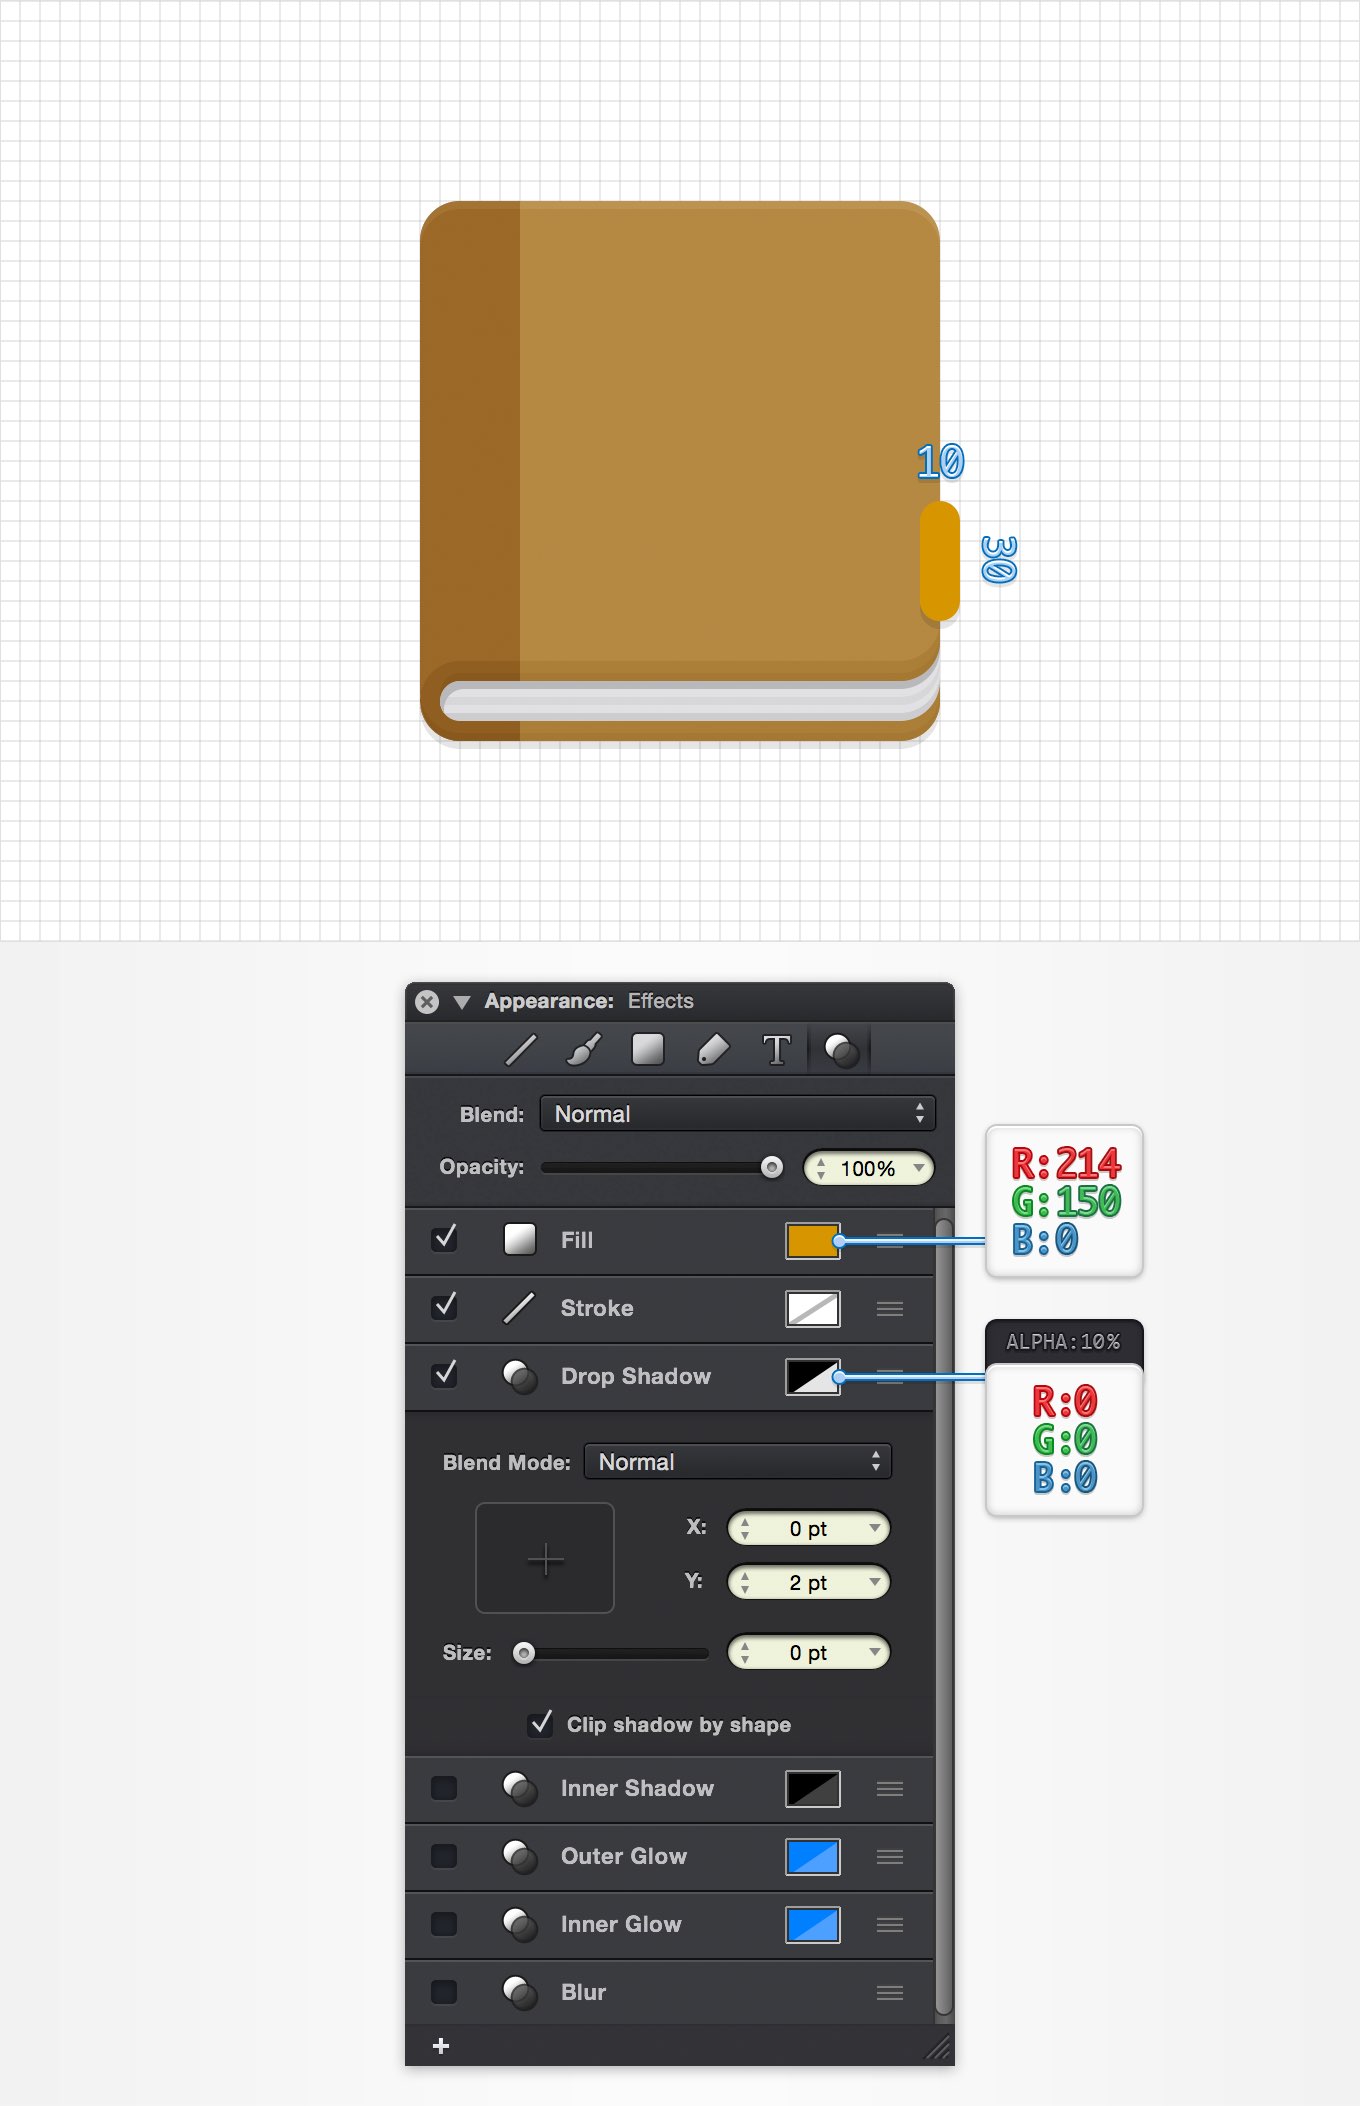 10
30
Appearance: Effects
T
Blend: Normal
Opacity: 100%
R:214
G:150
B:0
Fill
Stroke
ALPHA:10%
Drop Shadow
R:0
G:0
B:0
Blend Mode: Normal
X: 0 pt
Y: 2 pt
Size: 0 pt
Clip shadow by shape
Inner Shadow
Outer Glow
Inner Glow
Blur